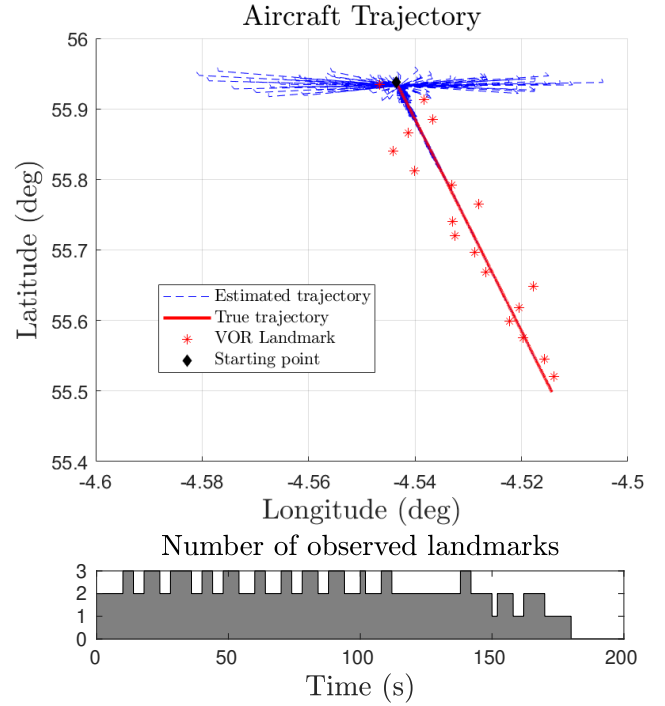 Aircraft Trajectory
56
55.9
55.8
55.7
55.6
55.5
55.4
Latitude (deg)
Estimated trajectory
True trajectory
VOR Landmark
Starting point
-4.6 -4.58 -4.56 -4.54 -4.52 -4.5
Longitude (deg)
Number of observed landmarks
3
2
1
0
0 50 100 150 200
Time (s)